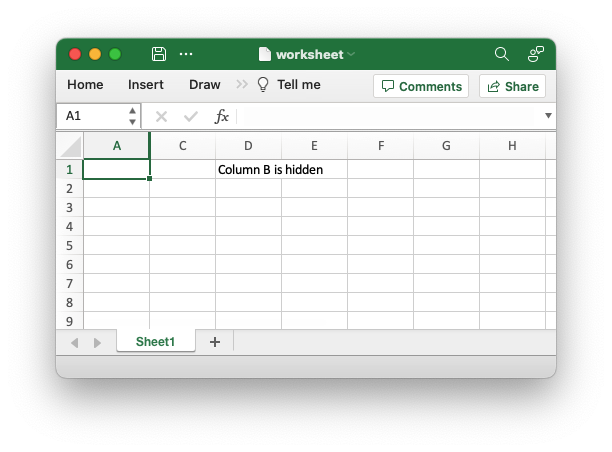 worksheet
Home Insert Draw Tell me Comments Share
A1 fx
A C D E F G H
1 Column B is hidden
2
3
4
5
6
7
8
9
Sheet1 +